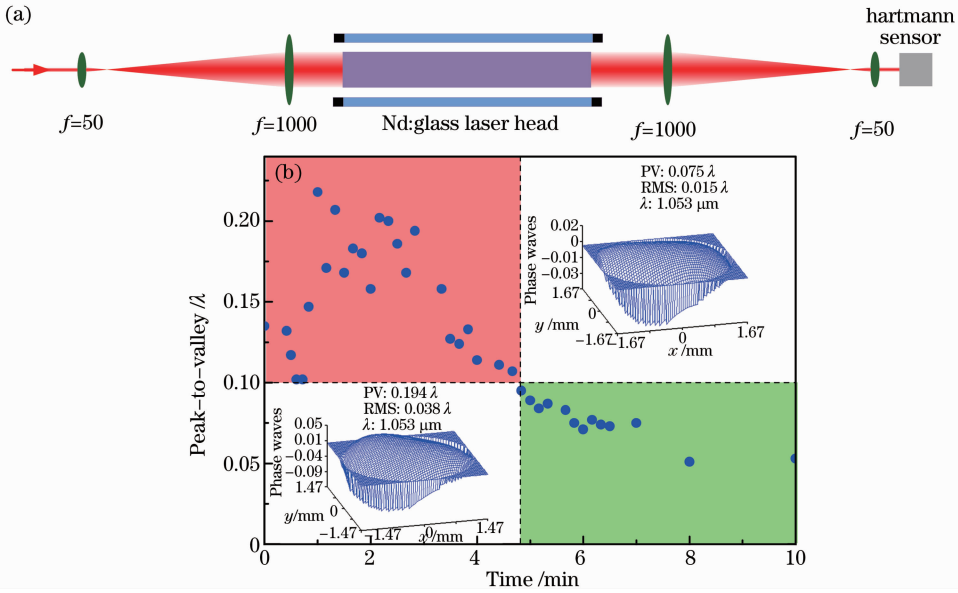 (a)
hartmann
sensor
f=50
f=1000
Nd:glass laser head
f=1000
f=50
(b)
PV: 0.075 λ
RMS: 0.015 λ
λ: 1.053 μm
Phase waves
0.02
0
−0.01
−0.03
1.67
0
−1.67
y /mm
−1.67
0
1.67
x /mm
PV: 0.194 λ
RMS: 0.038 λ
λ: 1.053 μm
Phase waves
0.05
0.01
−0.04
−0.09
1.47
0
−1.47
y/mm
−1.47
0
1.47
x/mm
Peak−to−valley /λ
0.20
0.15
0.10
0.05
0
0
2
4
6
8
10
Time /min